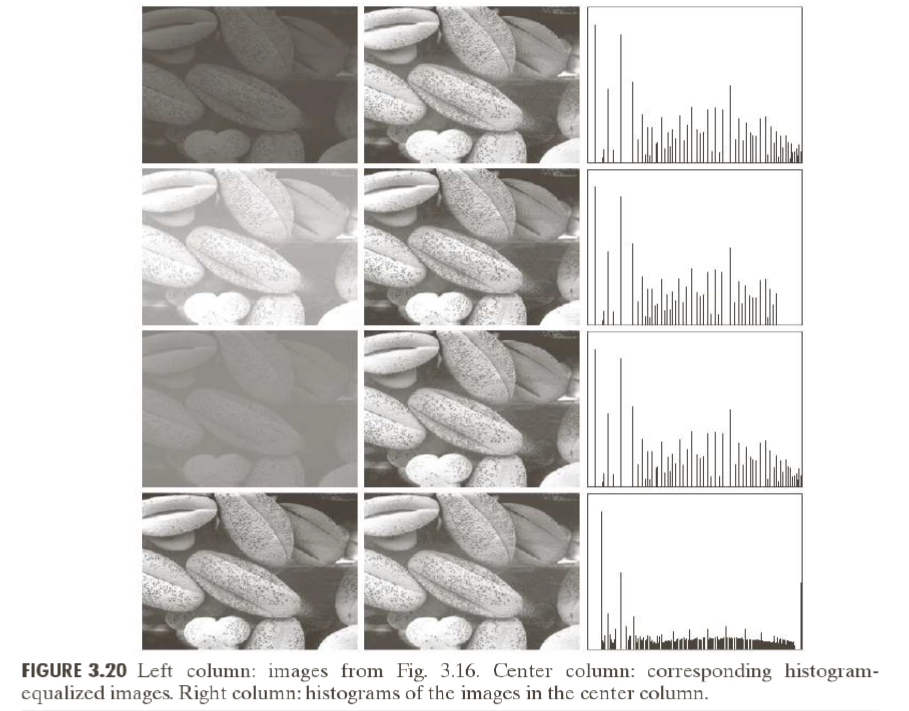 FIGURE 3.20 Left column: images from Fig. 3.16. Center column: corresponding histogram-
equalized images. Right column: histograms of the images in the center column.